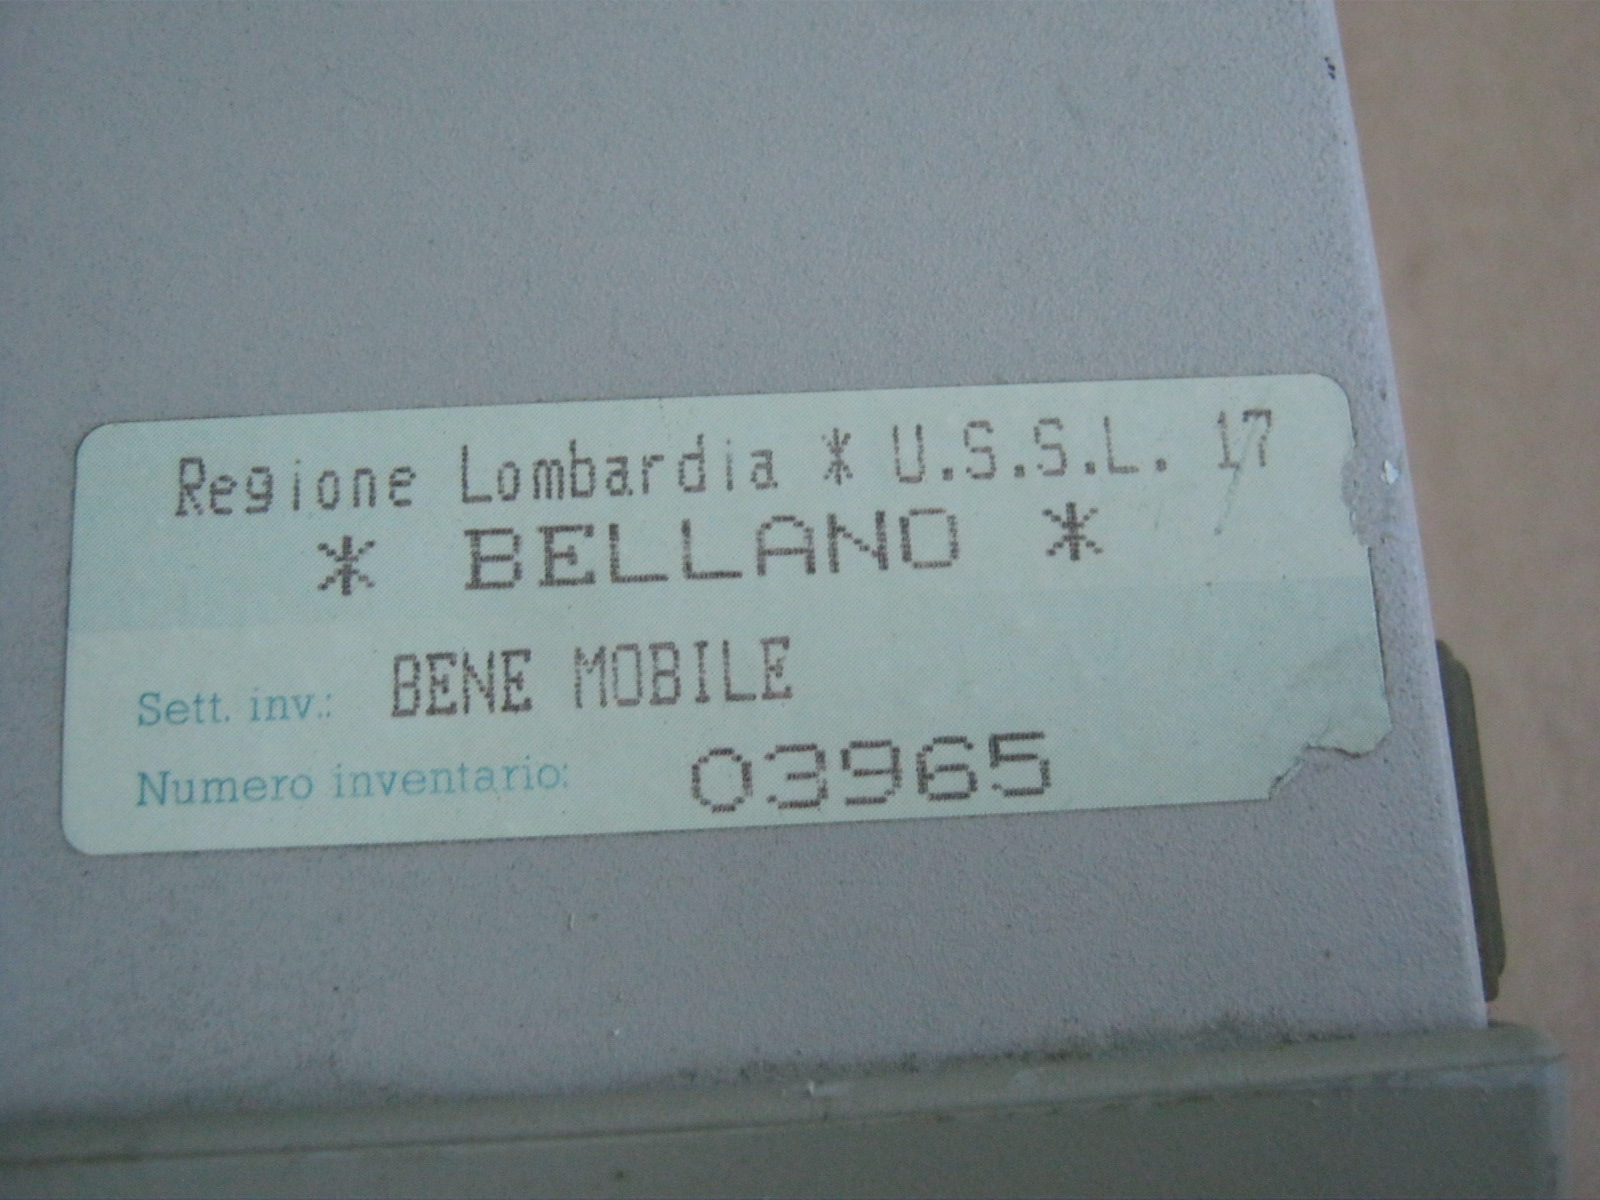 Regione Lombardia * U.S.S.L. 17
* BELLANO *
Sett. inv.: BENE MOBILE
Numero inventario: 03965